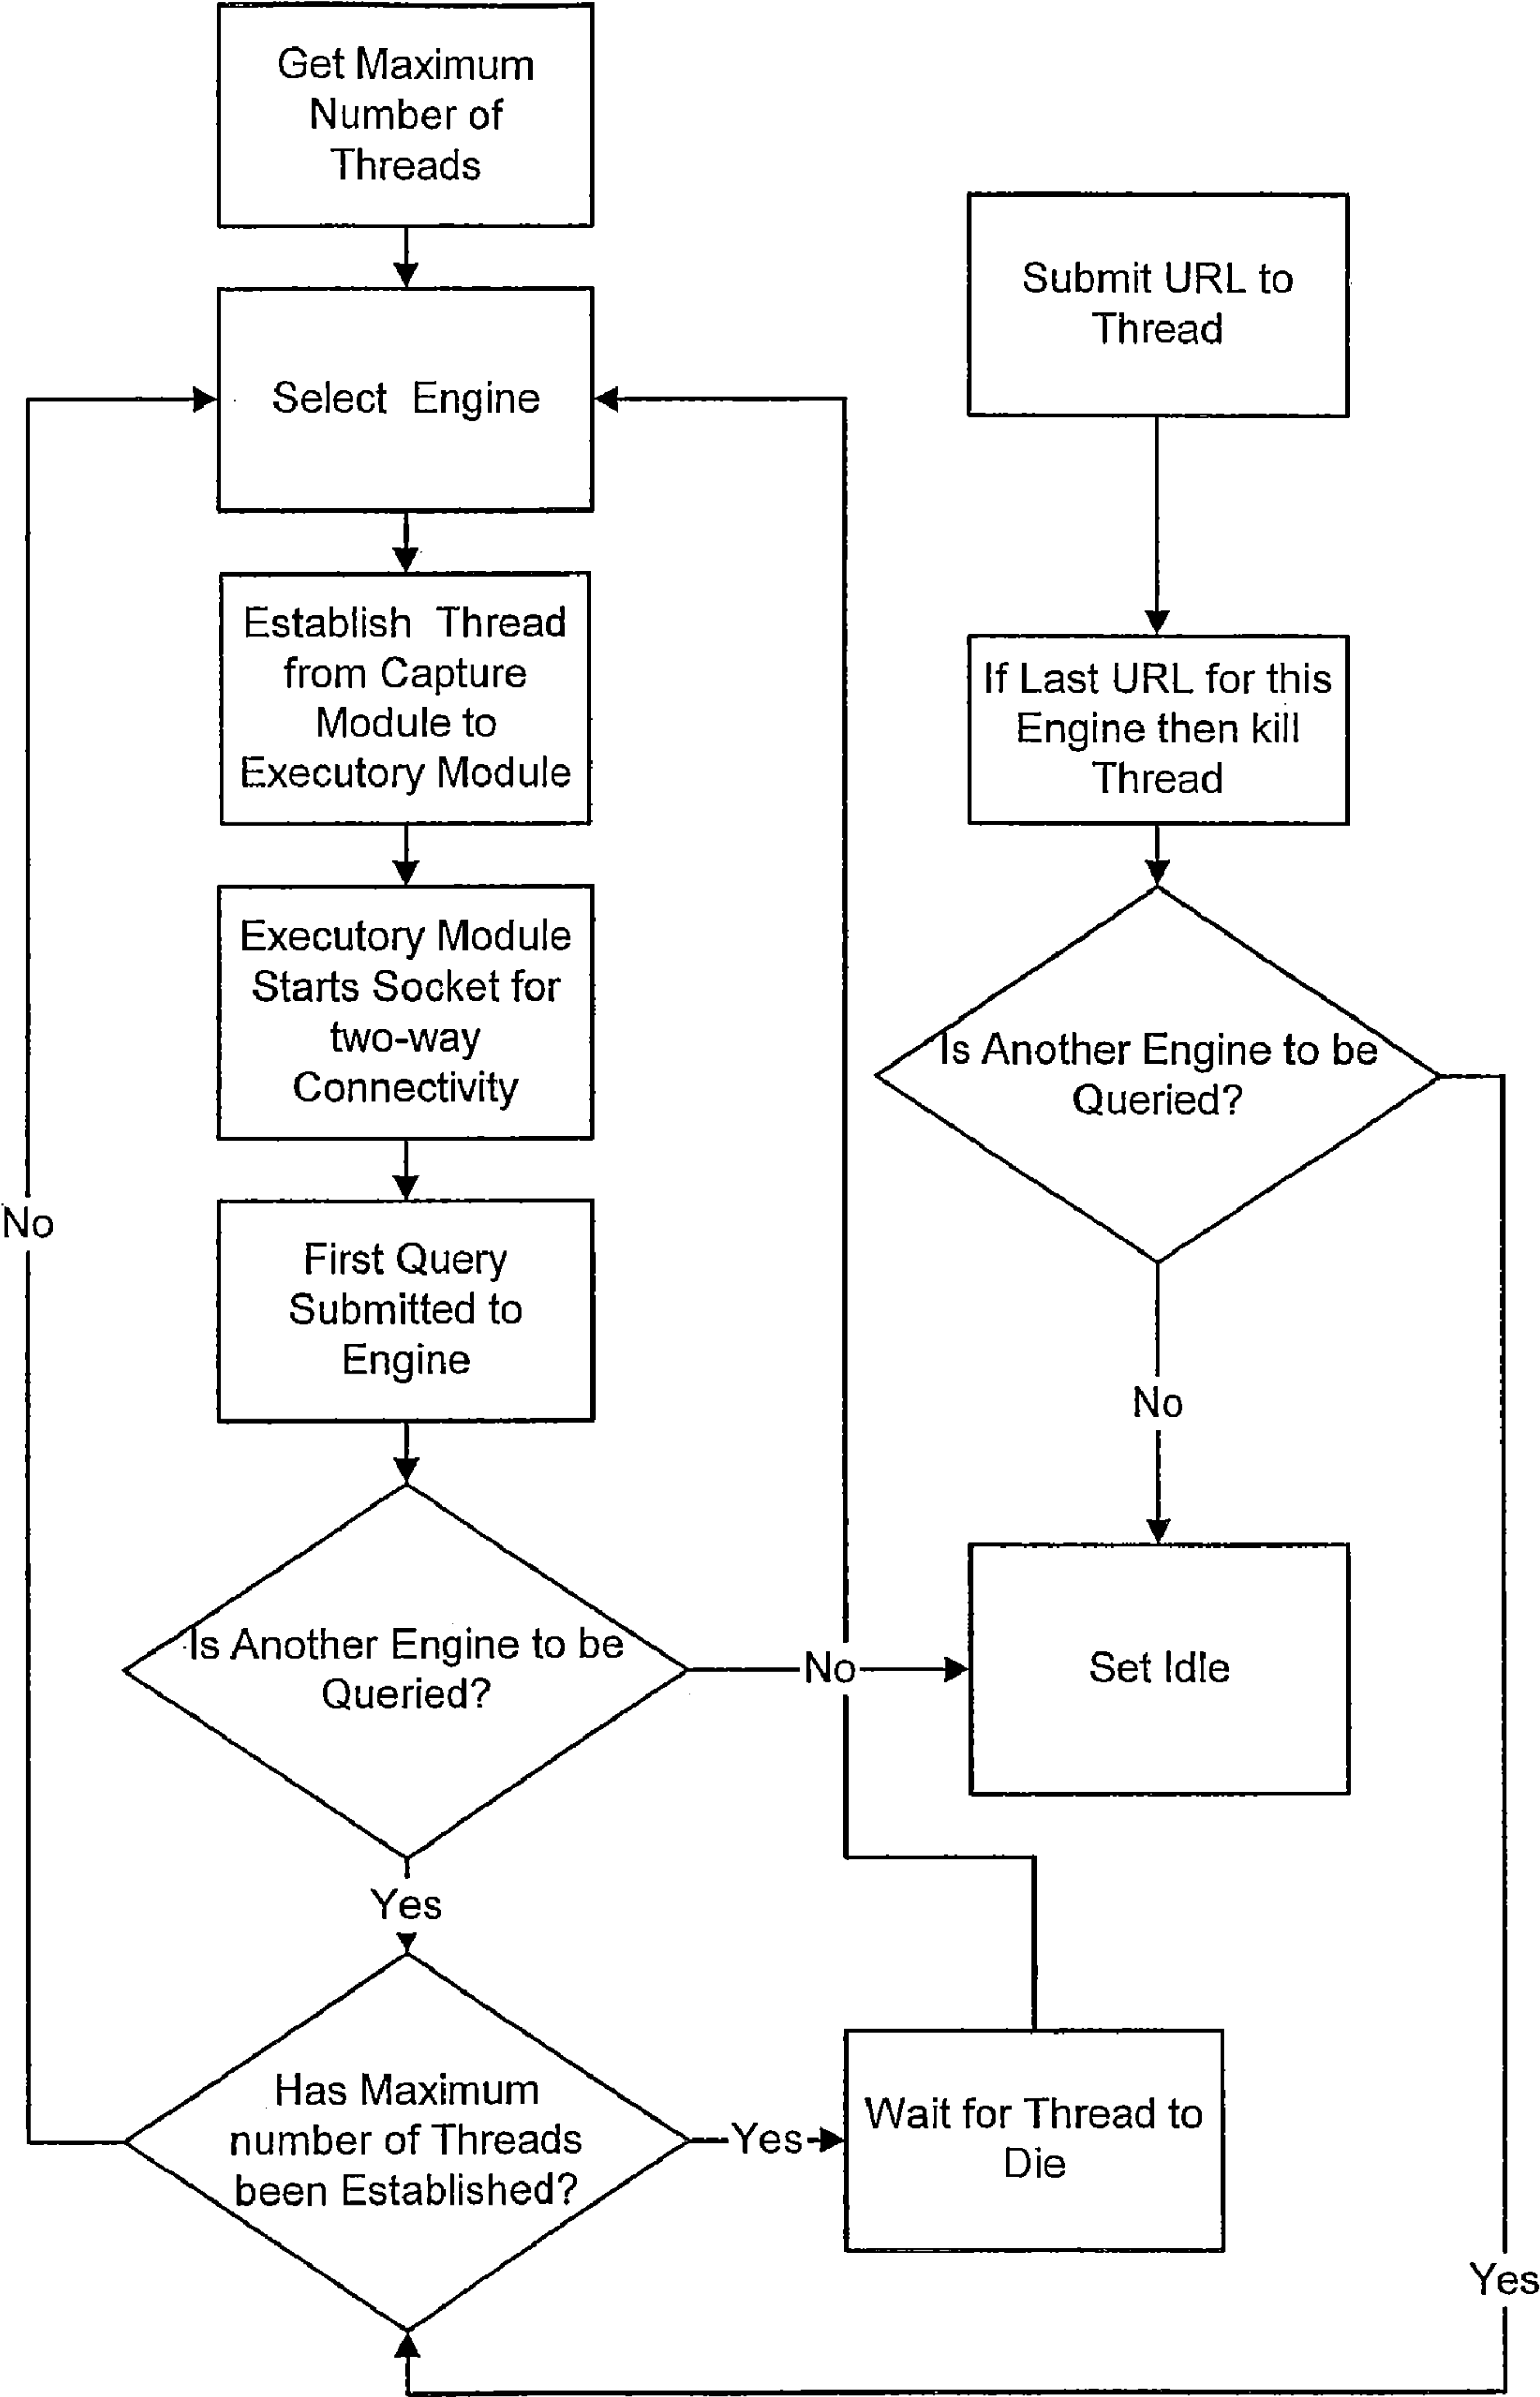 Get Maximum
Number of
Threads
Select Engine
Establish Thread
from Capture
Module to
Executory Module
Executory Module
Starts Socket for
two-way
Connectivity
No
First Query
Submitted to
Engine
Is Another Engine to be
Queried?
No
Yes
Has Maximum
number of Threads
been Established?
Yes
Wait for Thread to
Die
Submit URL to
Thread
If Last URL for this
Engine then kill
Thread
Is Another Engine to be
Queried?
No
Set Idle
Yes